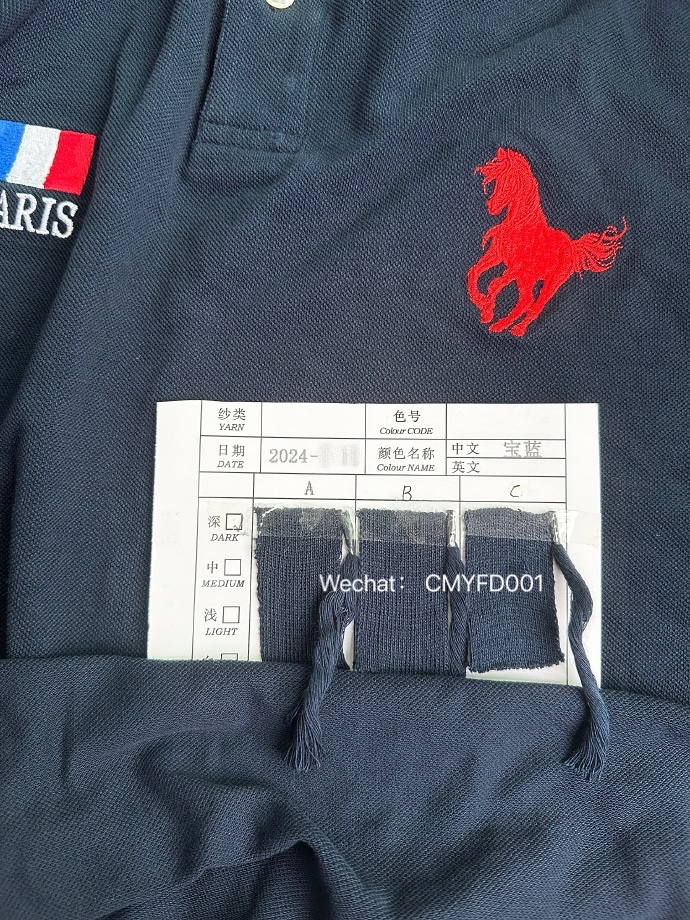 ARIS
纱类
YARN
色号
Colour CODE
日期
DATE
2024-
颜色名称
Colour NAME
中文 宝蓝
英文
A B C
深
DARK
中
MEDIUM
浅
LIGHT
Wechat： CMYFD001